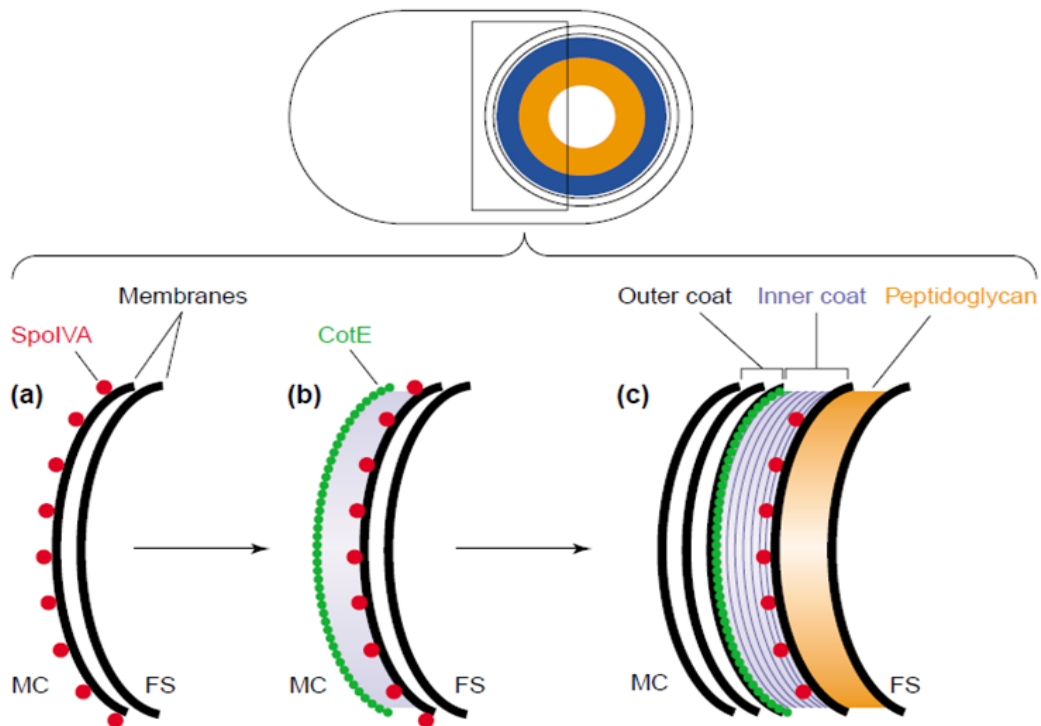 Membranes
SpoIVA
CotE
Outer coat Inner coat Peptidoglycan
(a) (b) (c)
MC FS MC FS MC FS